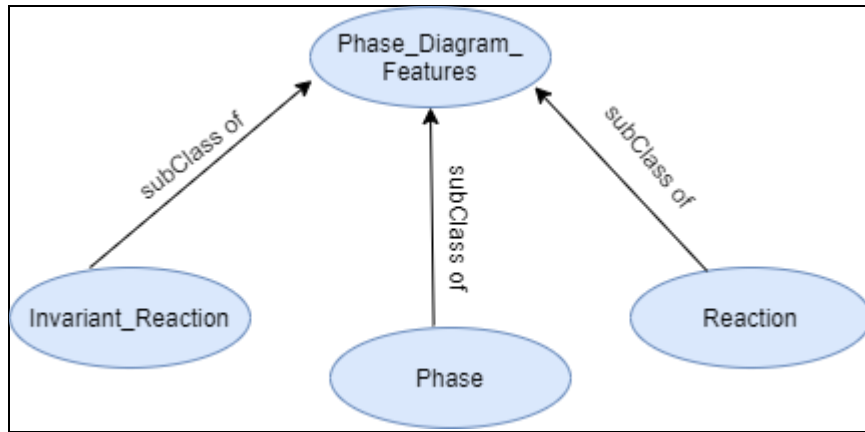 Phase_Diagram_
Features
subClass of
subClass of
subClass of
Invariant_Reaction
Phase
Reaction